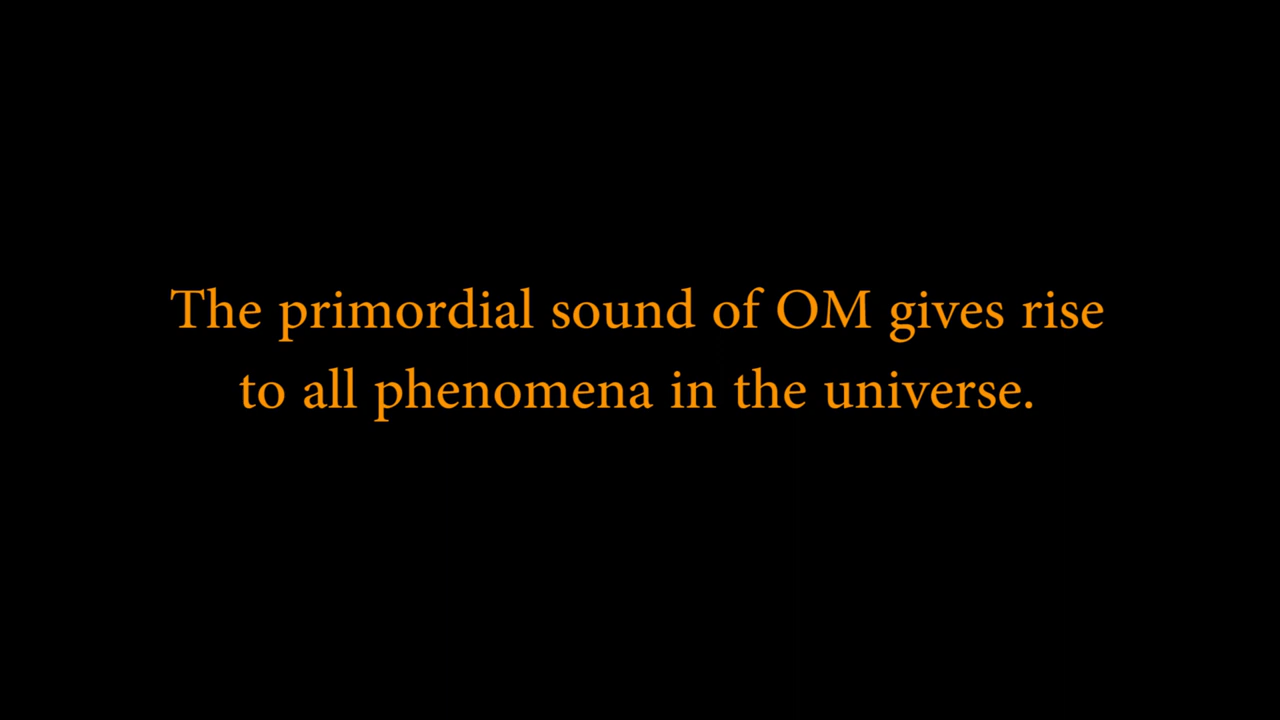 The primordial sound of OM gives rise
to all phenomena in the universe.